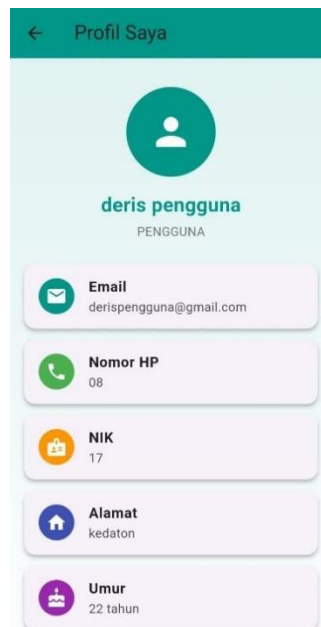 Profil Saya
deris pengguna
PENGGUNA
Email
derispengguna@gmail.com
Nomor HP
08
NIK
17
Alamat
kedaton
Umur
22 tahun